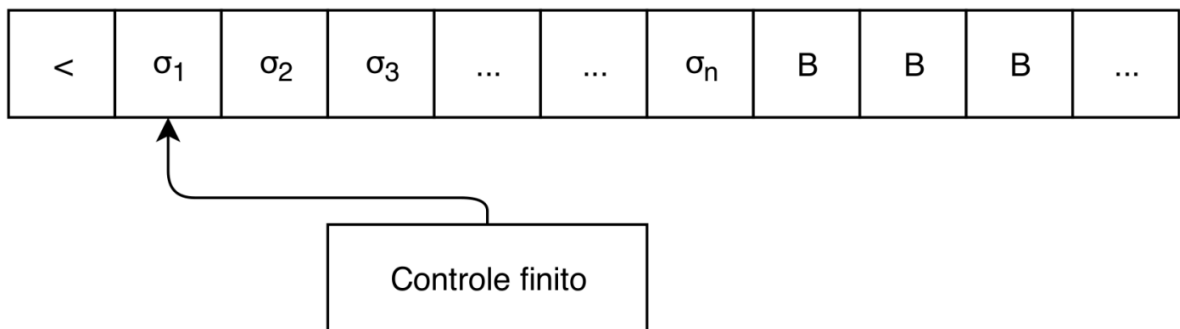 < σ₁ σ₂ σ₃ ... ... σₙ B B B ...
Controle finito